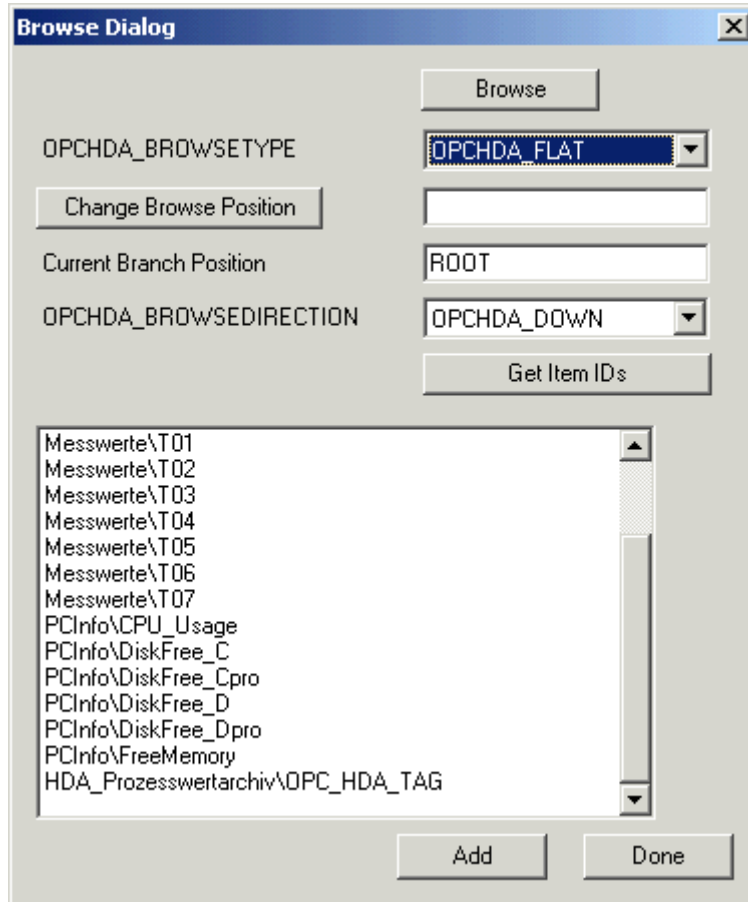 Browse Dialog
Browse
OPCHDA_BROWSETYPE
OPCHDA_FLAT
Change Browse Position
Current Branch Position
ROOT
OPCHDA_BROWSEDIRECTION
OPCHDA_DOWN
Get Item IDs
Messwerte\T01
Messwerte\T02
Messwerte\T03
Messwerte\T04
Messwerte\T05
Messwerte\T06
Messwerte\T07
PCInfo\CPU_Usage
PCInfo\DiskFree_C
PCInfo\DiskFree_Cpro
PCInfo\DiskFree_D
PCInfo\DiskFree_Dpro
PCInfo\FreeMemory
HDA_Prozesswertarchiv\OPC_HDA_TAG
Add
Done